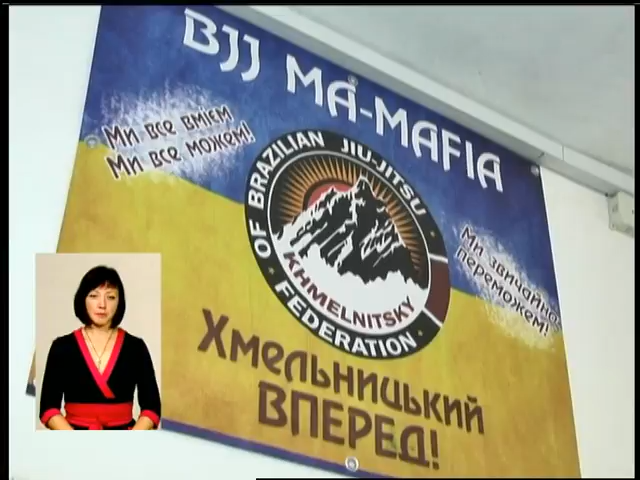 BJJ MA-MAFIA
Ми все вмієм
Ми все можем!
OF BRAZILIAN JIU-JITSU
KHMELNITSKY
FEDERATION
Ми звичайно
переможем!
Хмельницький
ВПЕРЕД!